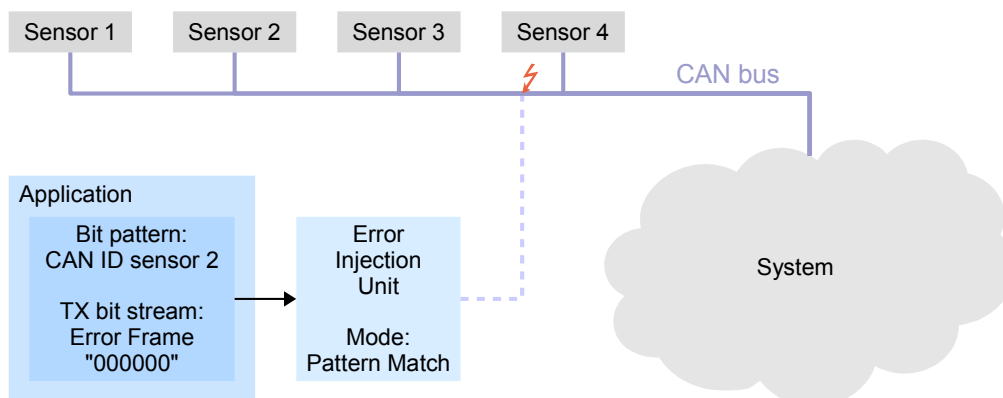 Sensor 1
Sensor 2
Sensor 3
Sensor 4
CAN bus
Application
Bit pattern:
CAN ID sensor 2
TX bit stream:
Error Frame
"000000"
Error
Injection
Unit
Mode:
Pattern Match
System